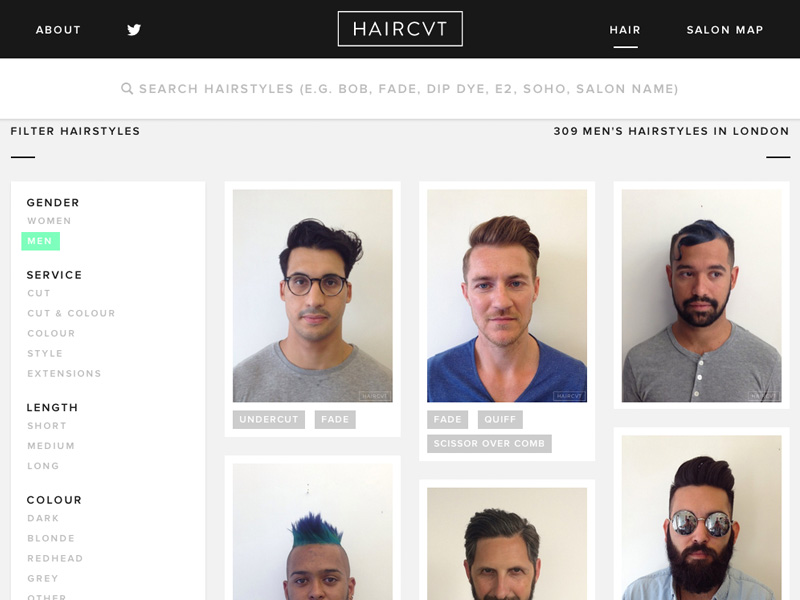 ABOUT
HAIRCVT
HAIR
SALON MAP
SEARCH HAIRSTYLES (E.G. BOB, FADE, DIP DYE, E2, SOHO, SALON NAME)
FILTER HAIRSTYLES
309 MEN'S HAIRSTYLES IN LONDON
GENDER
WOMEN
MEN
SERVICE
CUT
CUT & COLOUR
COLOUR
STYLE
EXTENSIONS
LENGTH
SHORT
MEDIUM
LONG
COLOUR
DARK
BLONDE
REDHEAD
GREY
OTHER
HAIRCVT
UNDERCUT
FADE
HAIRCVT
FADE
QUIFF
SCISSOR OVER COMB
HAIRCVT